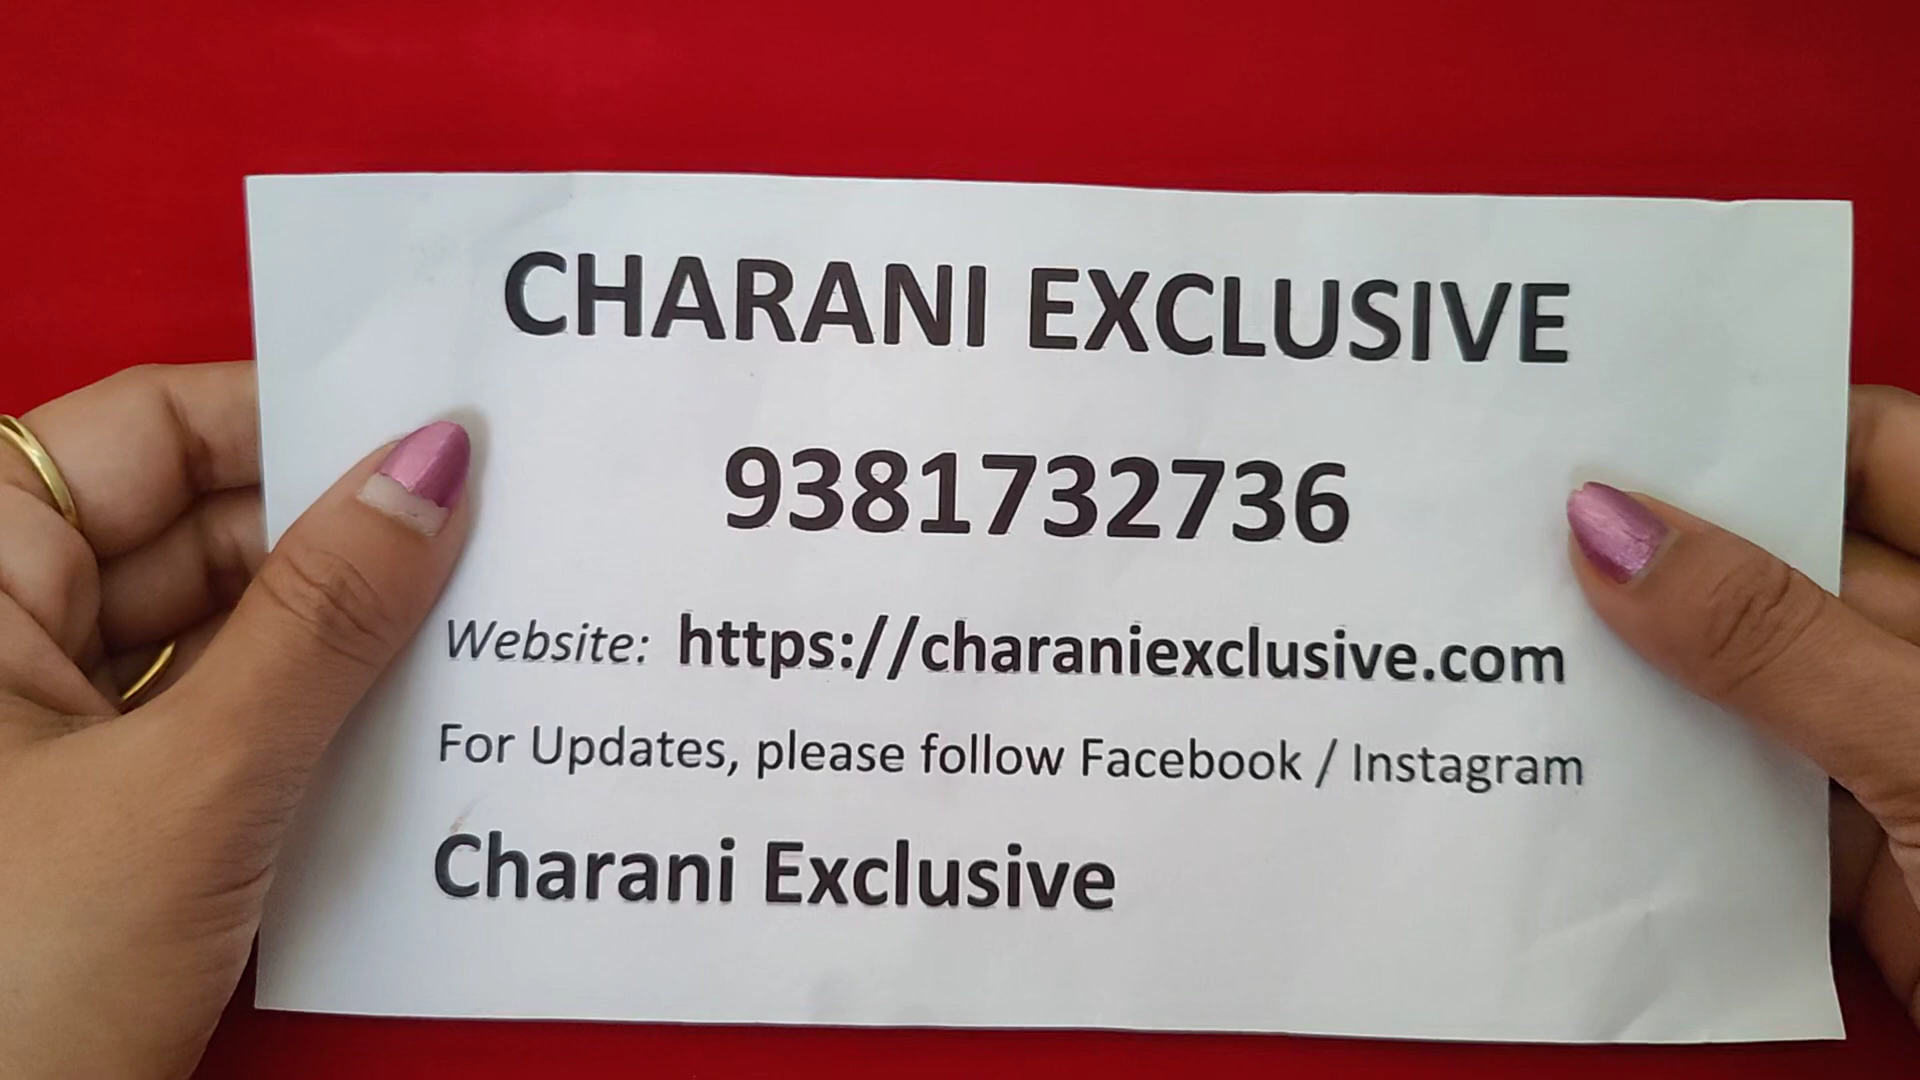 CHARANI EXCLUSIVE
9381732736
Website: https://charaniexclusive.com
For Updates, please follow Facebook / Instagram
Charani Exclusive